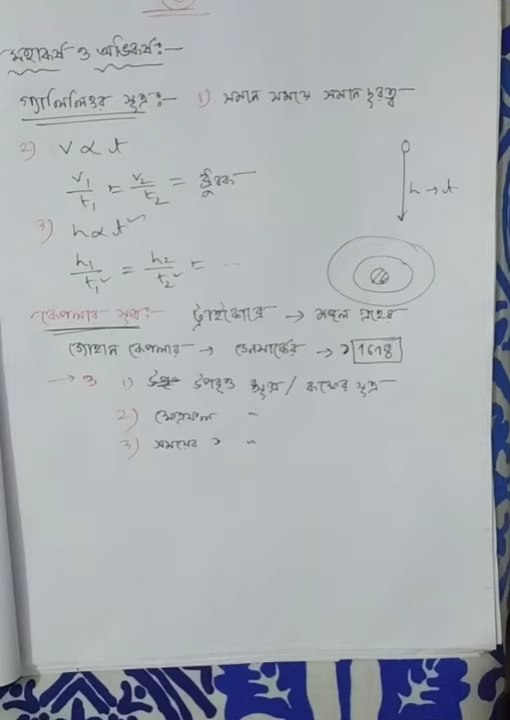 মহাকর্ষ ও অভিকর্ষঃ-
গ্যালিলিওর সূত্রঃ- 1) সমান সময়ে সমান দূরত্ব
2) V ∝ t
V₁/t₁ = V₂/t₂ = ধ্রুবক
h → t
3) h ∝ t²
h₁/t₁² = h₂/t₂² = ...
কেপলার সূত্রঃ ট্রাইকোব্রে → মঙ্গল গ্রহের
জোহান কেপলার → ডেনমার্কের → 1618
→ 3 1) উপবৃত্ত সূত্র / কক্ষের সূত্র
2) ক্ষেত্রফল "
3) সময়ের "